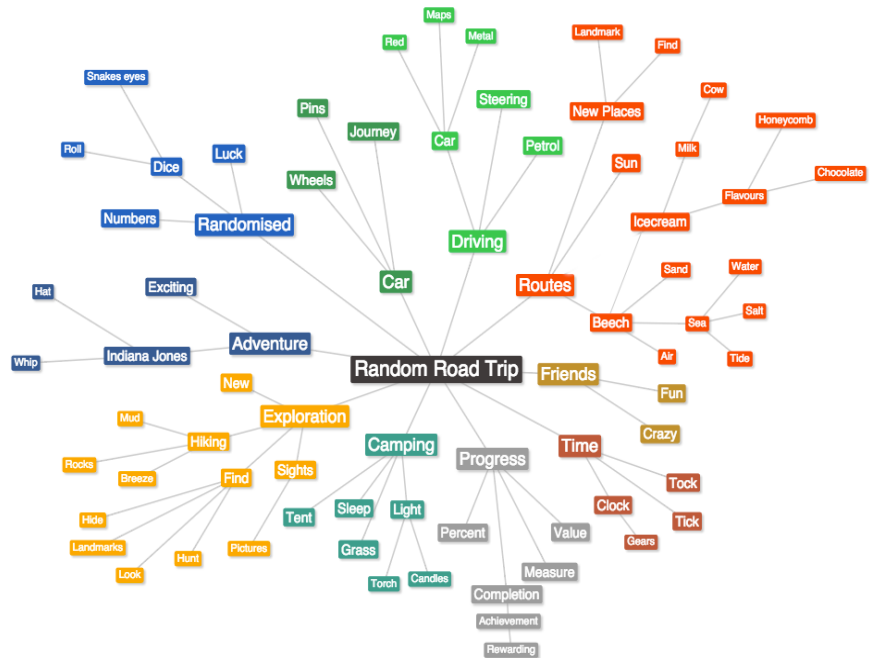 Random Road Trip
Randomised
Luck
Numbers
Dice
Snakes eyes
Roll
Car
Pins
Journey
Wheels
Driving
Car
Red
Maps
Metal
Steering
Petrol
Routes
New Places
Landmark
Find
Sun
Beech
Icecream
Milk
Cow
Flavours
Honeycomb
Chocolate
Sand
Sea
Water
Salt
Tide
Air
Friends
Fun
Crazy
Time
Tock
Tick
Clock
Gears
Progress
Percent
Value
Measure
Completion
Achievement
Rewarding
Camping
Tent
Sleep
Grass
Light
Torch
Candles
Exploration
New
Hiking
Mud
Rocks
Breeze
Find
Hide
Landmarks
Look
Hunt
Sights
Pictures
Adventure
Exciting
Indiana Jones
Hat
Whip